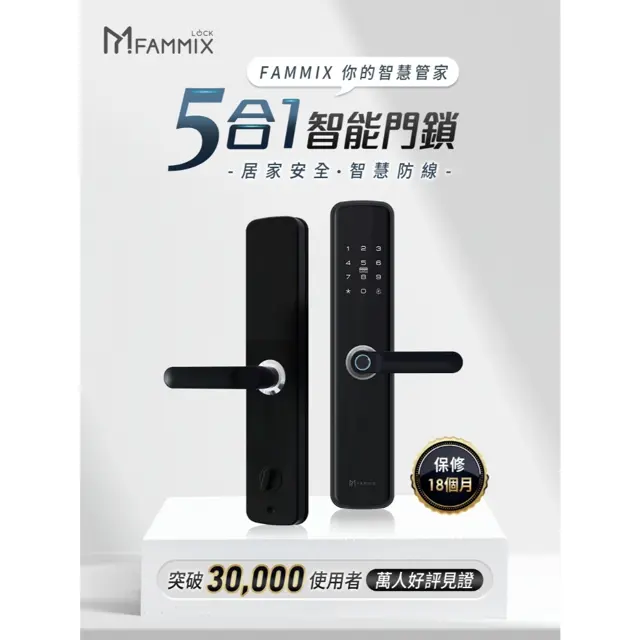 LOCK
FAMMIX
FAMMIX 你的智慧管家
5合1智能門鎖
-居家安全·智慧防線-
1 2 3
4 5 6
7 8 9
* 0
FAMMIX
保修
18個月
突破 30,000 使用者 萬人好評見證